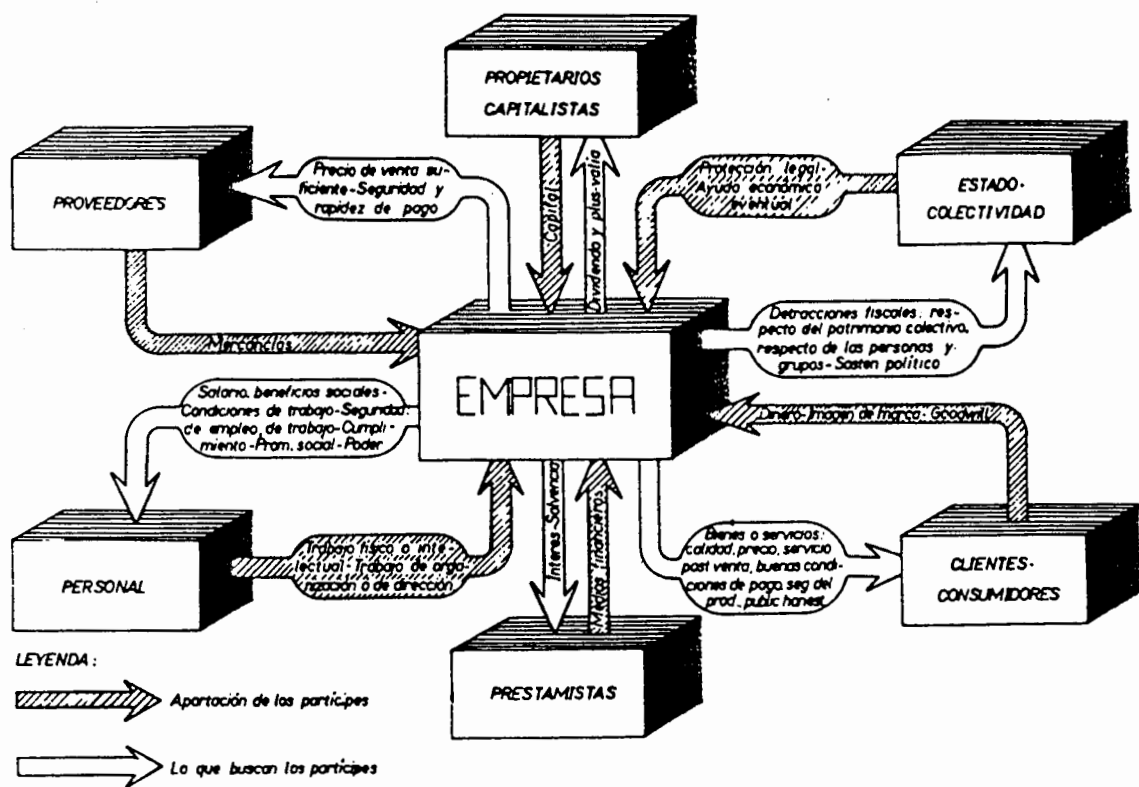 PROPIETARIOS
CAPITALISTAS
PROVEEDORES
Precio de venta su-
ficiente-Seguridad y
rapidez de pago
Capital
Dividendo y plus-valia
Protección legal-
Ayuda económica
eventual
ESTADO-
COLECTIVIDAD
Mercancías
EMPRESA
Detracciones fiscales: res-
pecto del patrimonio colectivo,
respecto de las personas y
grupos-Sosten político
Salario, beneficios sociales-
Condiciones de trabajo-Seguridad:
de empleo, de trabajo-Cumpli-
miento-Prom. social-Poder
Dinero-Imagen de marca-Goodwill
PERSONAL
Trabajo físico o inte-
lectual-Trabajo de orga-
nización o de dirección
Interes-Solvencia
Medios financieros
Bienes o servicios:
calidad, precio, servicio
post venta, buenas condi-
ciones de pago, seg del
prod., public honest
CLIENTES-
CONSUMIDORES
PRESTAMISTAS
LEYENDA:
Aportación de los partícipes
Lo que buscan los partícipes